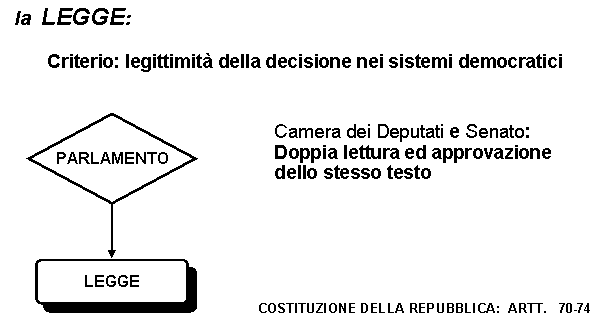 la LEGGE:
Criterio: legittimità della decisione nei sistemi democratici
PARLAMENTO
Camera dei Deputati e Senato:
Doppia lettura ed approvazione
dello stesso testo
LEGGE
COSTITUZIONE DELLA REPUBBLICA: ARTT. 70-74